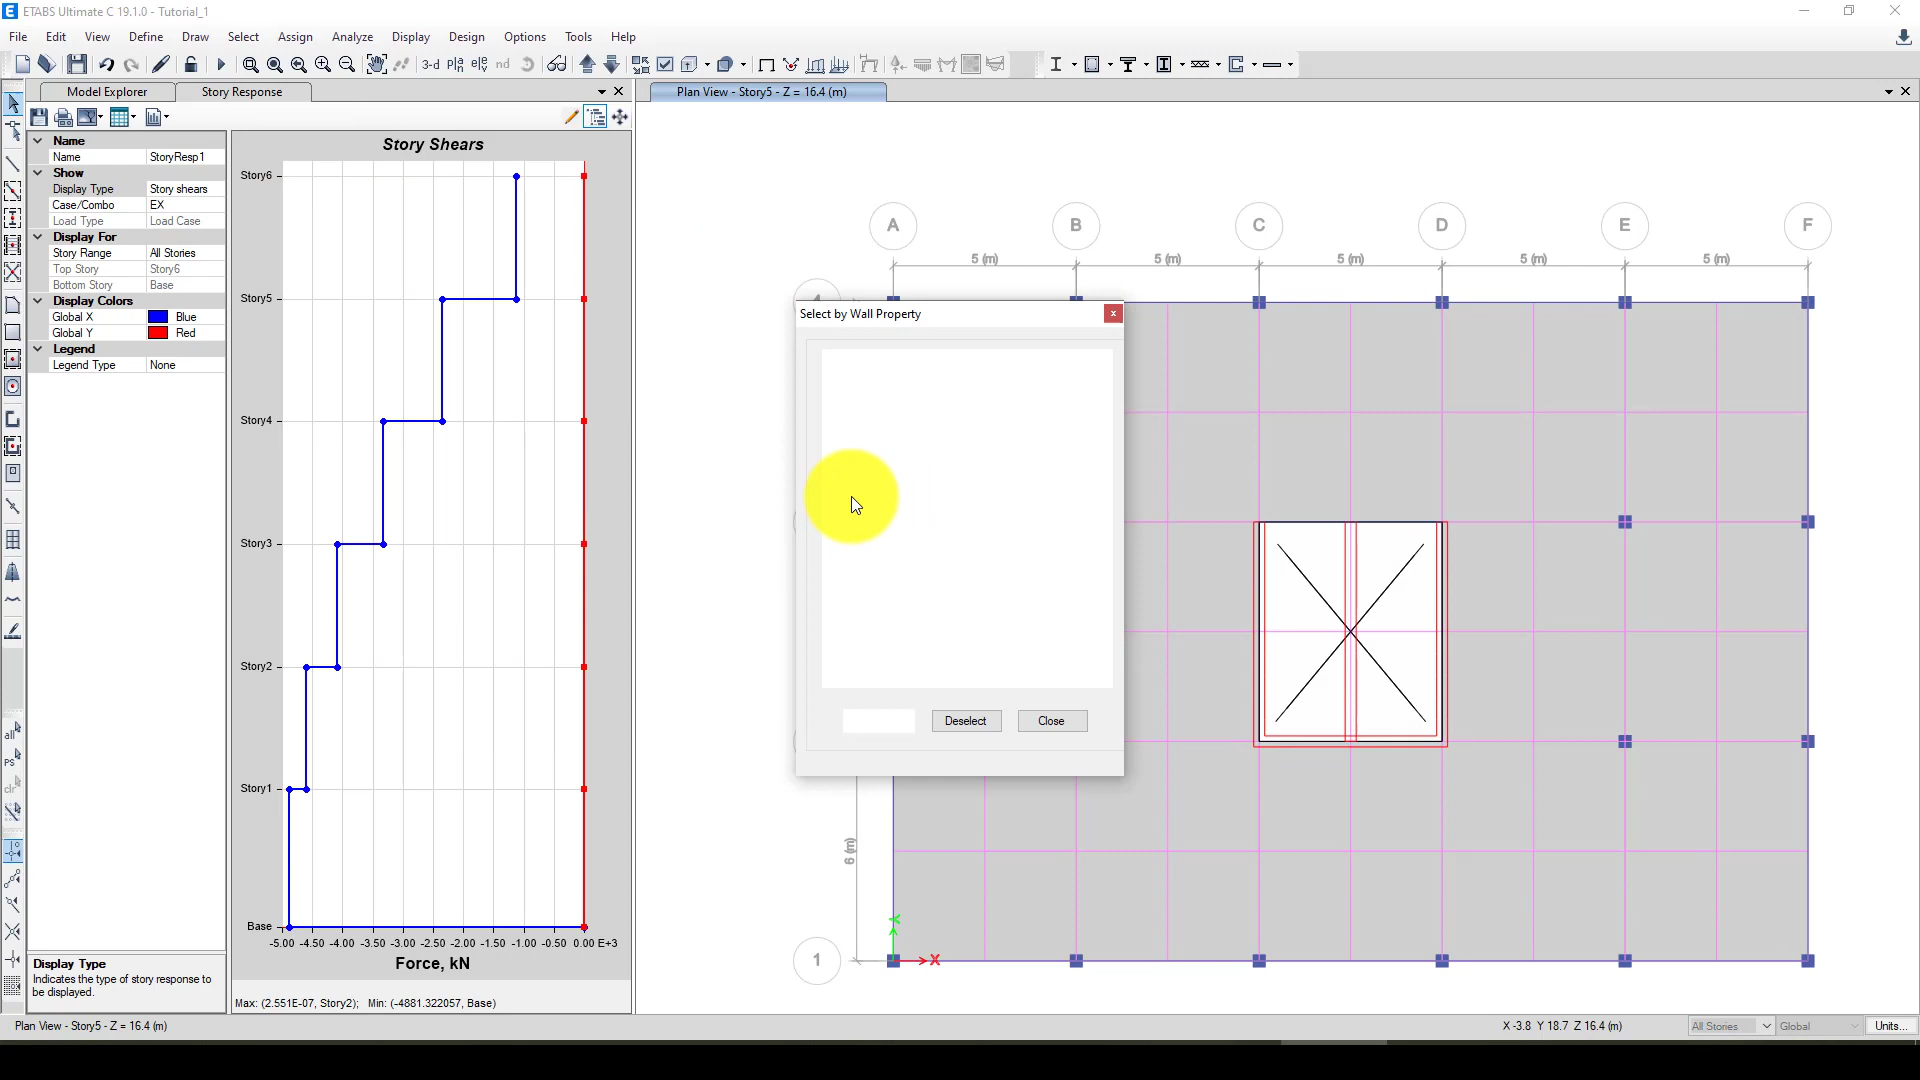 ETABS Ultimate C 19.1.0 - Tutorial_1
File Edit View Define Draw Select Assign Analyze Display Design Options Tools Help
3-d
nd
Model Explorer
Story Response
Plan View - Story5 - Z = 16.4 (m)
Name
Name StoryResp1
Show
Display Type Story shears
Case/Combo EX
Load Type Load Case
Display For
Story Range All Stories
Top Story Story6
Bottom Story Base
Display Colors
Global X Blue
Global Y Red
Legend
Legend Type None
Display Type
Indicates the type of story response to
be displayed.
Story Shears
Story6
Story5
Story4
Story3
Story2
Story1
Base
-5.00 -4.50 -4.00 -3.50 -3.00 -2.50 -2.00 -1.50 -1.00 -0.50 0.00 E+3
Force, kN
Max: (2.551E-07, Story2); Min: (-4881.322057, Base)
A B C D E F
5 (m) 5 (m) 5 (m) 5 (m) 5 (m)
Select by Wall Property
Deselect
Close
6 (m)
1
Y
X
all
PS
clr
Plan View - Story5 - Z = 16.4 (m)
X -3.8 Y 18.7 Z 16.4 (m)
All Stories
Global
Units...